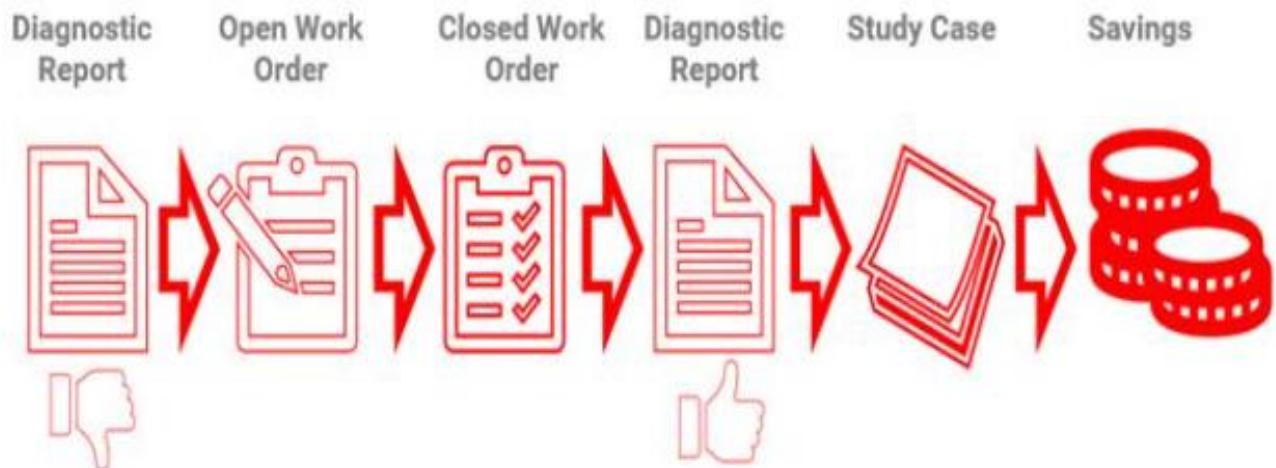 Diagnostic
Report
Open Work
Order
Closed Work
Order
Diagnostic
Report
Study Case
Savings